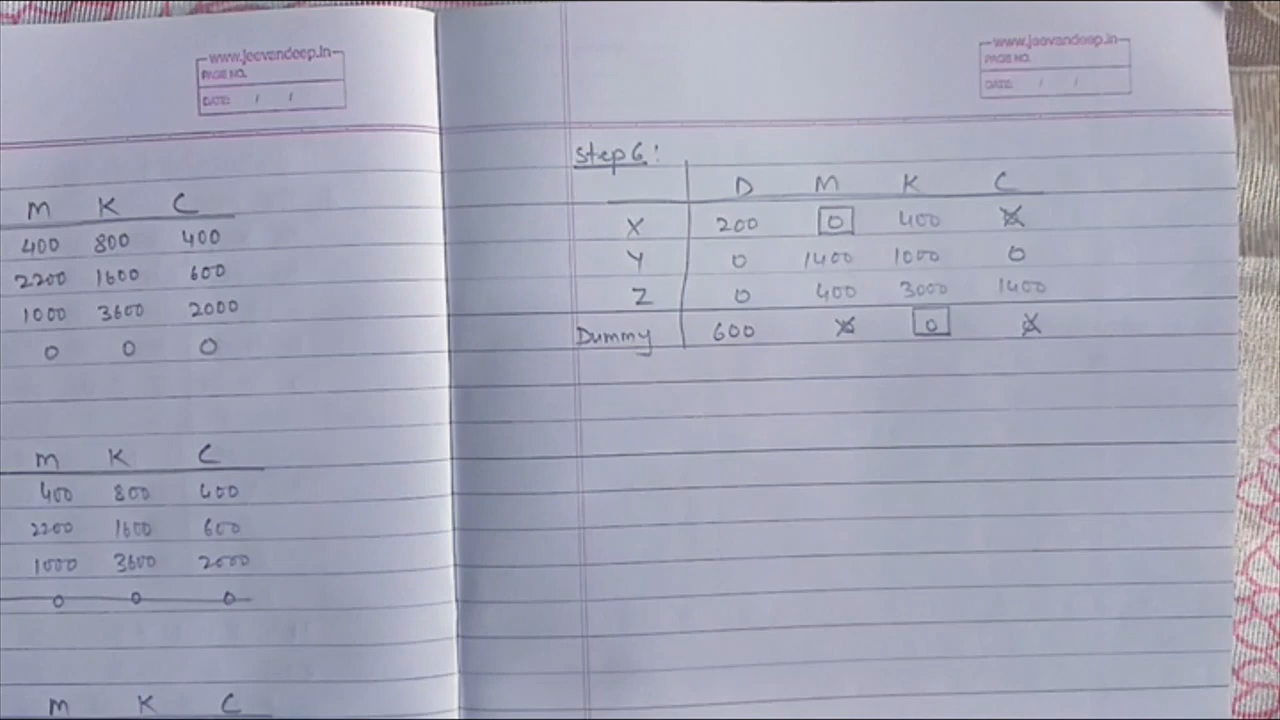 www.jeevandeep.in
PAGE NO.
DATE: / /
M K C
400 800 400
2200 1600 600
1000 3600 2000
0 0 0
M K C
400 800 400
2200 1600 600
1000 3600 2000
0 0 0
M K C
www.jeevandeep.in
PAGE NO.
DATE: / /
Step 6:
D M K C
X 200 0 400 0
Y 0 1400 1000 0
Z 0 400 3000 1400
Dummy 600 0 0 0